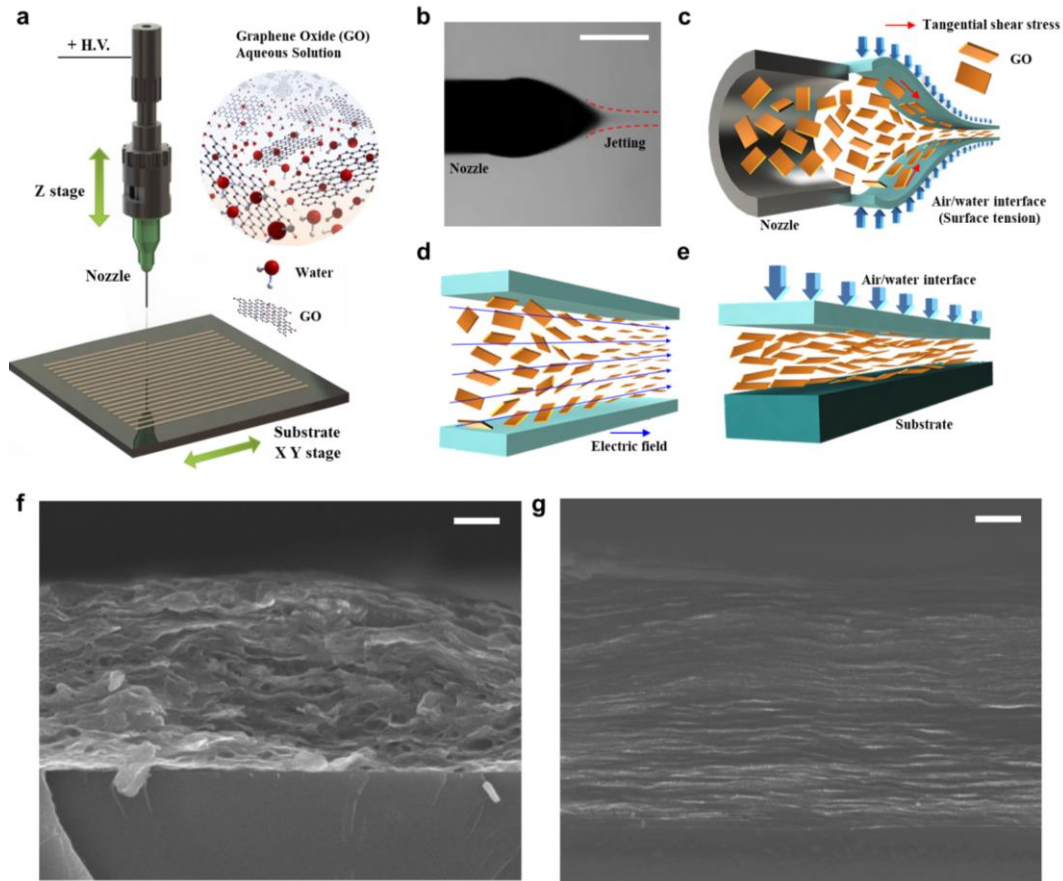 a
+ H.V.
Graphene Oxide (GO)
Aqueous Solution
Z stage
Nozzle
Water
GO
Substrate
X Y stage
b
Nozzle
Jetting
c
Tangential shear stress
GO
Nozzle
Air/water interface
(Surface tension)
d
Electric field
e
Air/water interface
Substrate
f
g